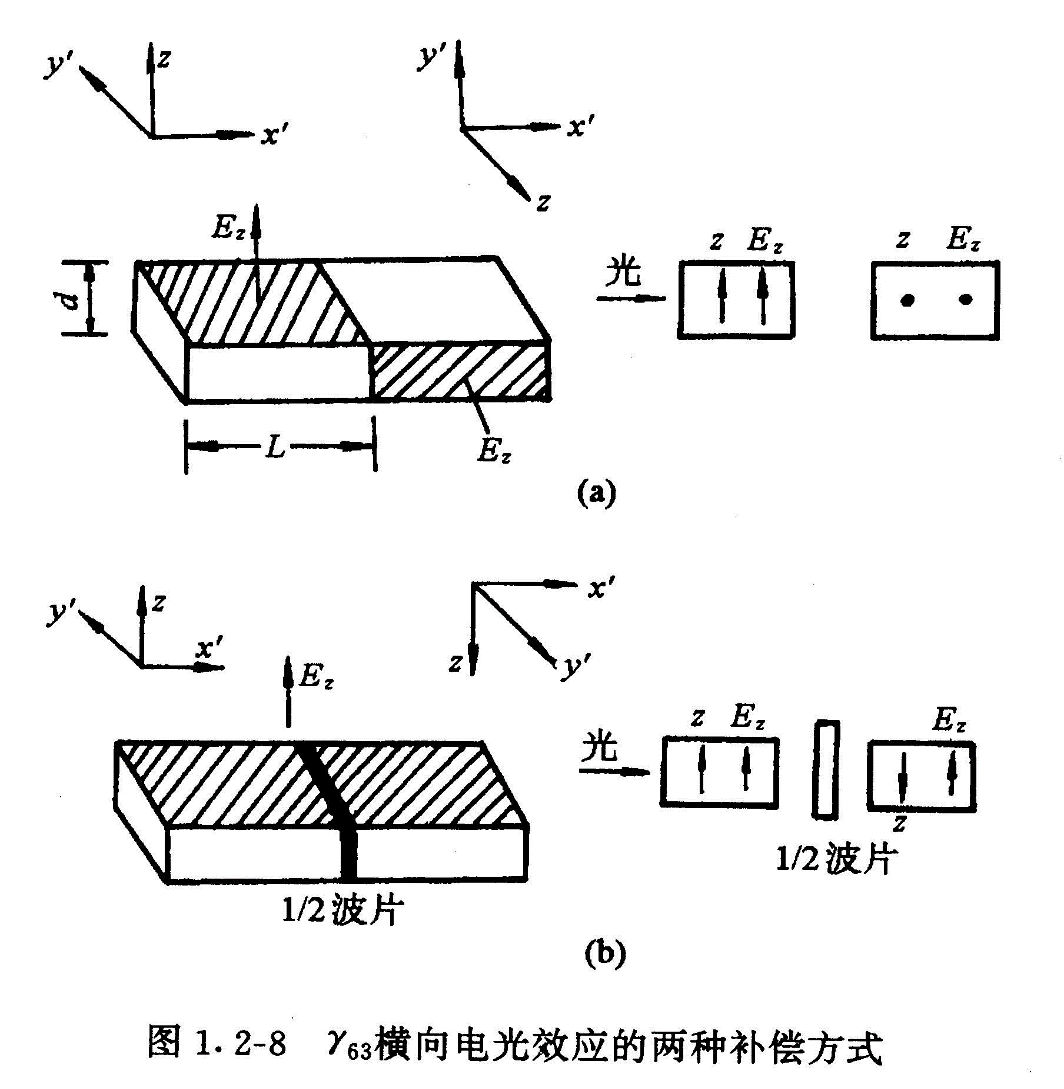 y′ z x′
y′ x′ z
E_z
d
L
E_z
光 z E_z z E_z
(a)
y′ z x′
x′ z y′
E_z
1/2波片
光 z E_z E_z z
1/2波片
(b)
图 1.2-8 γ₆₃横向电光效应的两种补偿方式